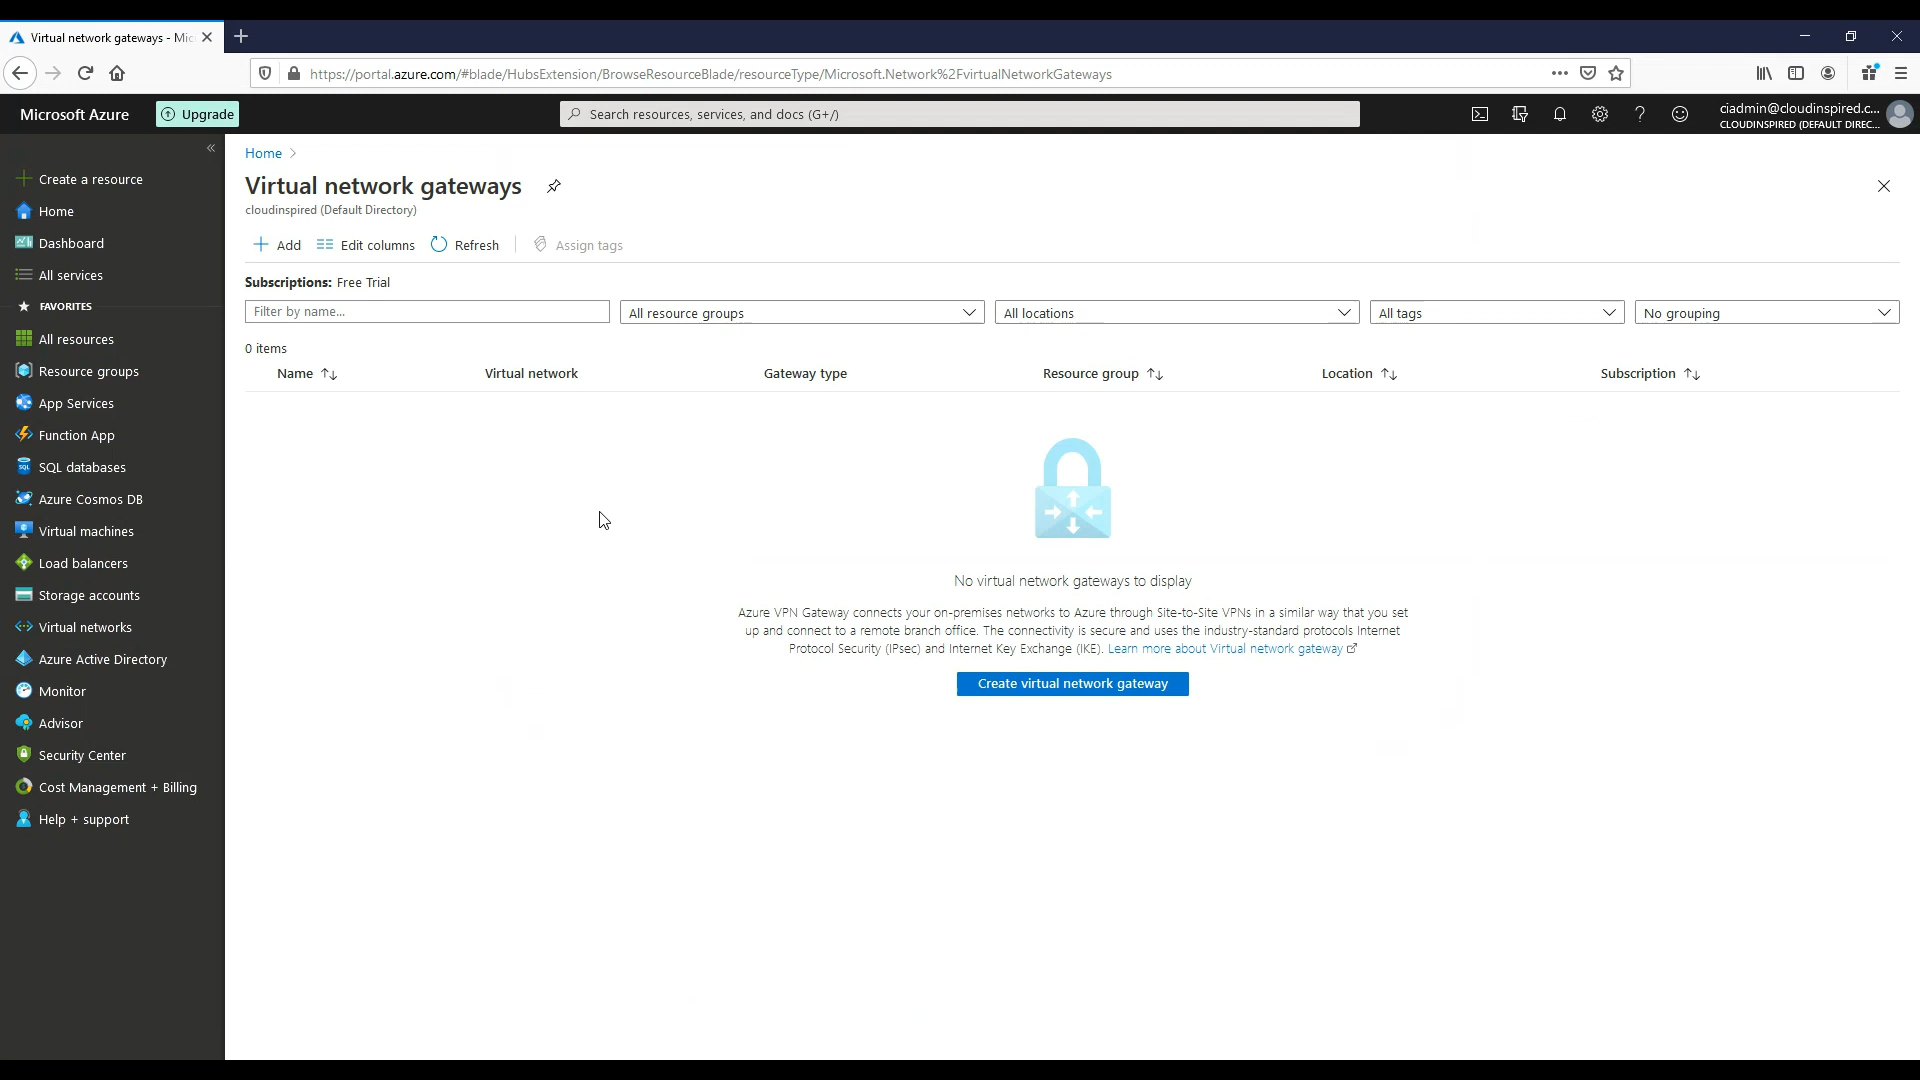 Virtual network gateways - Mic
https://portal.azure.com/#blade/HubsExtension/BrowseResourceBlade/resourceType/Microsoft.Network%2FvirtualNetworkGateways
Microsoft Azure
Upgrade
Search resources, services, and docs (G+/)
ciadmin@cloudinspired.c...
CLOUDINSPIRED (DEFAULT DIREC...
Create a resource
Home
Dashboard
All services
FAVORITES
All resources
Resource groups
App Services
Function App
SQL databases
Azure Cosmos DB
Virtual machines
Load balancers
Storage accounts
Virtual networks
Azure Active Directory
Monitor
Advisor
Security Center
Cost Management + Billing
Help + support
Home
Virtual network gateways
cloudinspired (Default Directory)
Add
Edit columns
Refresh
Assign tags
Subscriptions: Free Trial
Filter by name...
All resource groups
All locations
All tags
No grouping
0 items
Name
Virtual network
Gateway type
Resource group
Location
Subscription
No virtual network gateways to display
Azure VPN Gateway connects your on-premises networks to Azure through Site-to-Site VPNs in a similar way that you set
up and connect to a remote branch office. The connectivity is secure and uses the industry-standard protocols Internet
Protocol Security (IPsec) and Internet Key Exchange (IKE). Learn more about Virtual network gateway
Create virtual network gateway